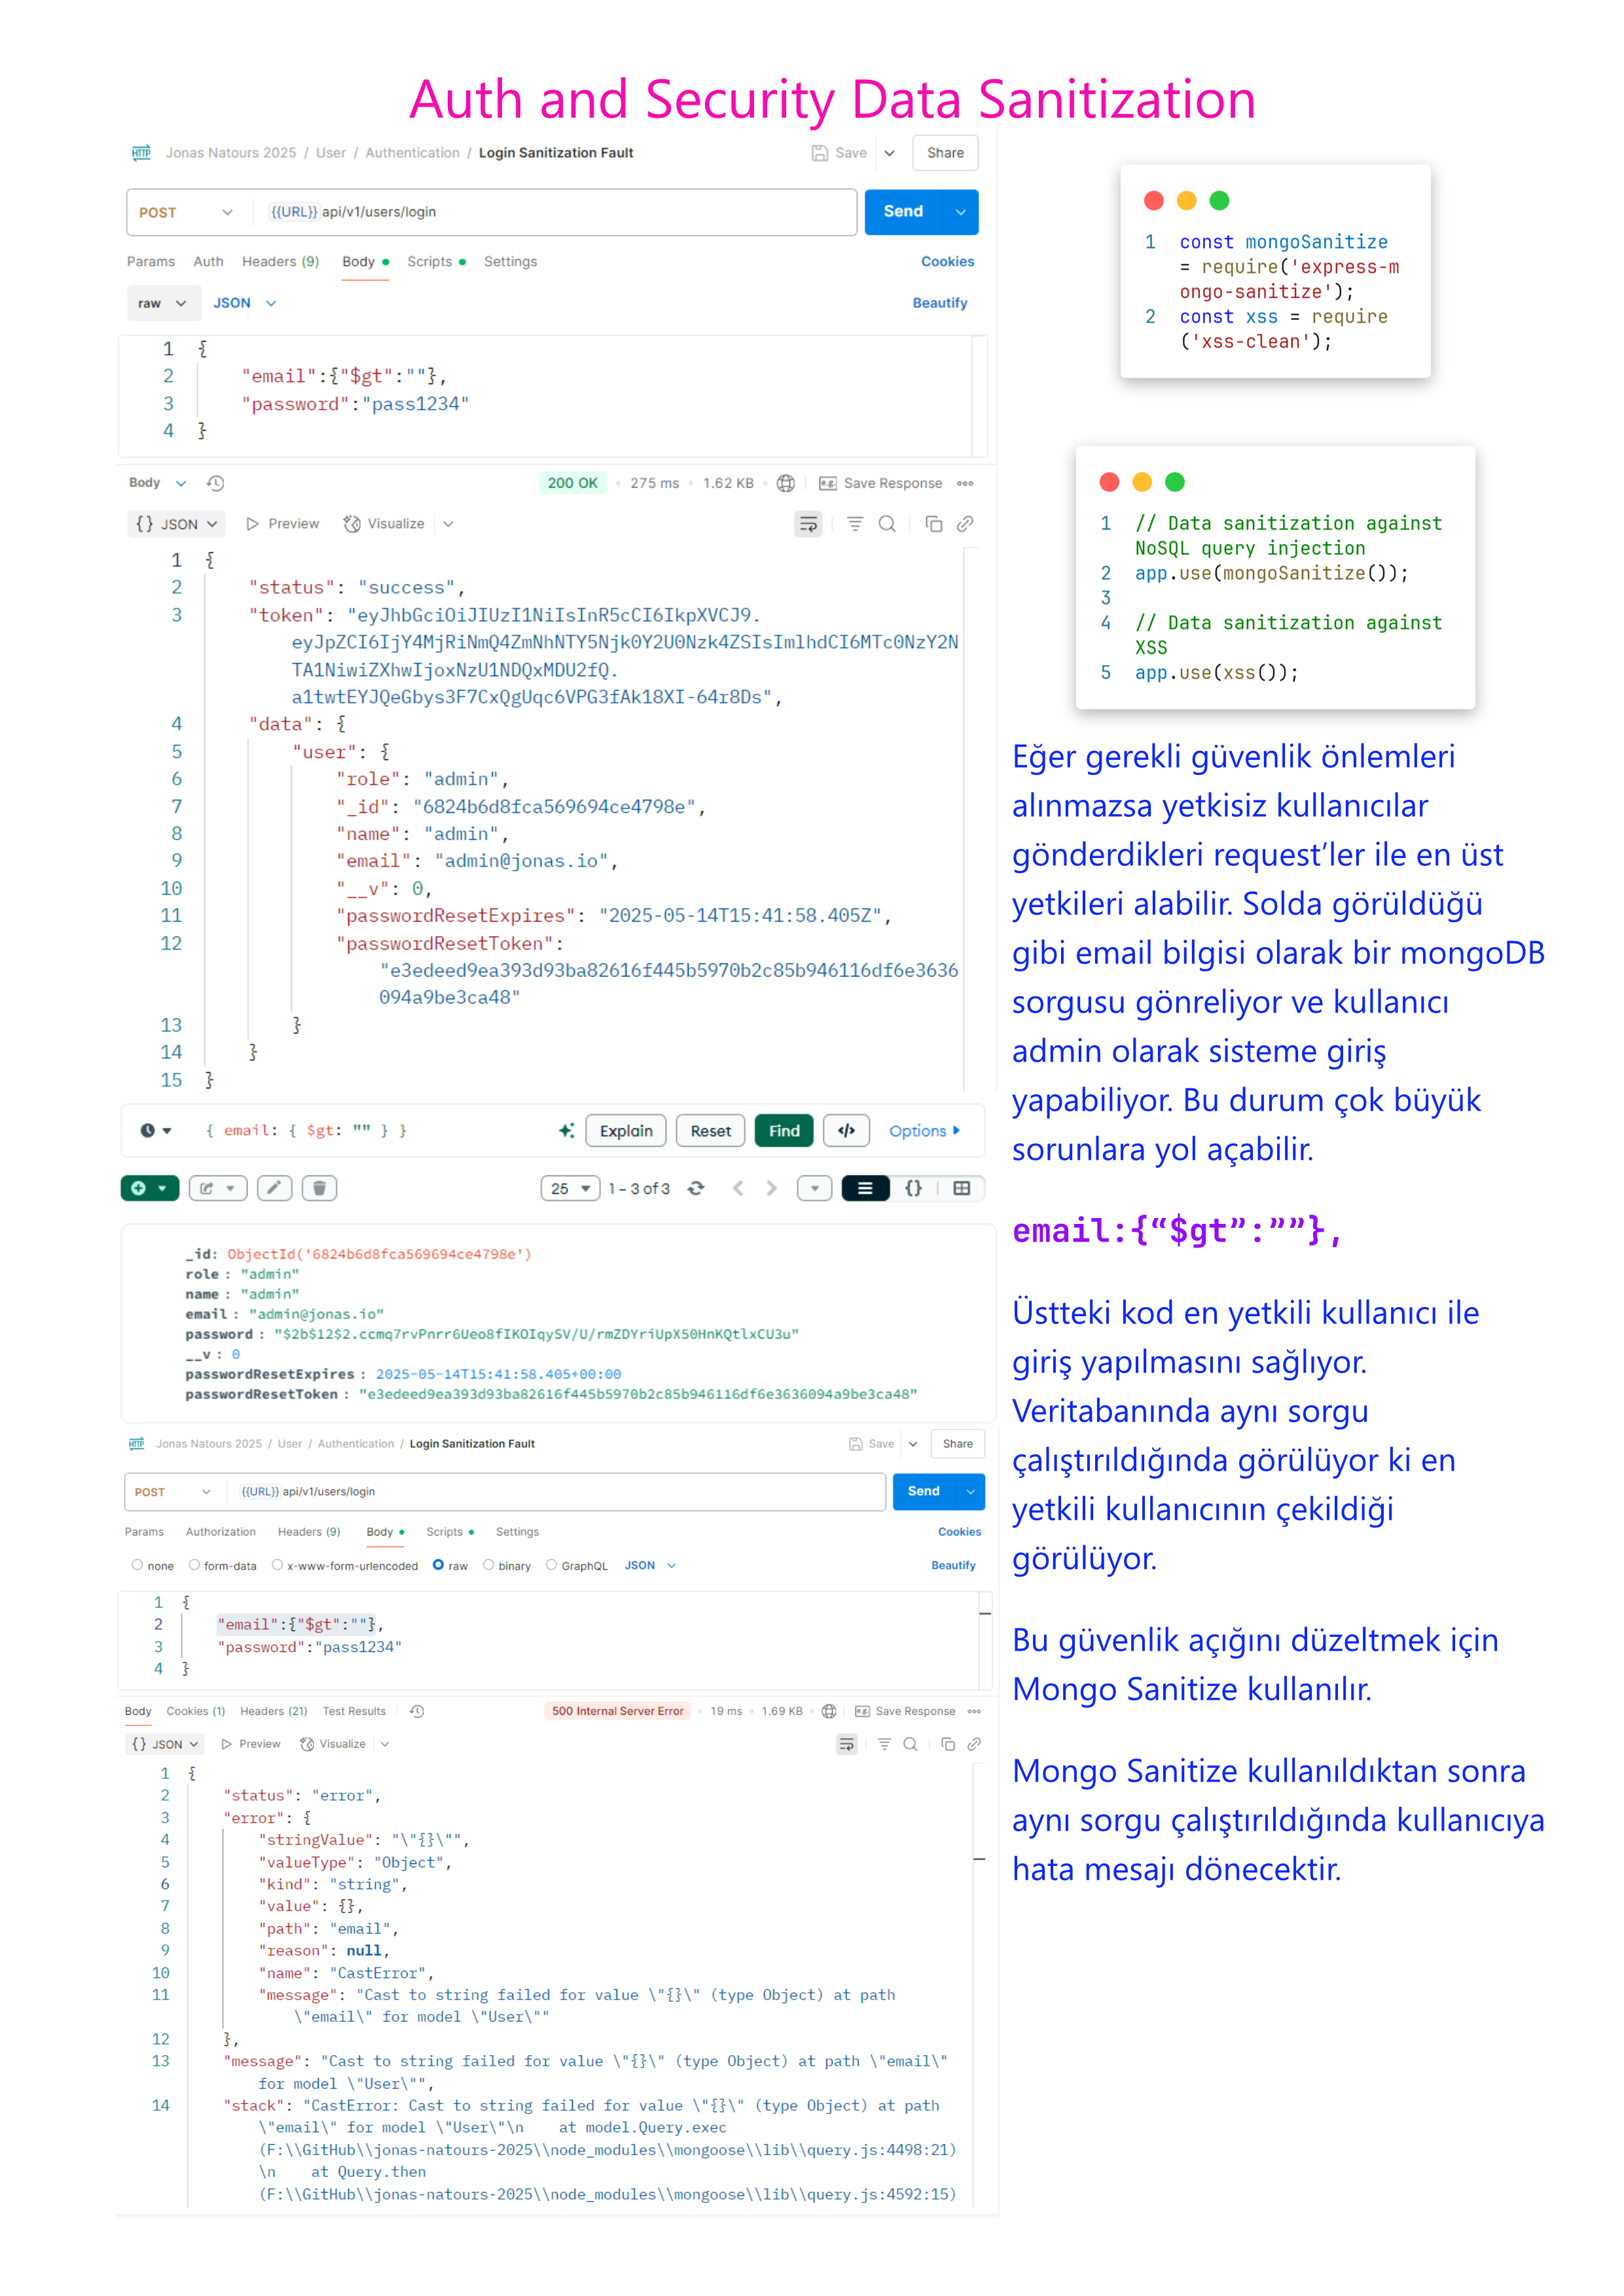 Auth and Security Data Sanitization
HTTP Jonas Natours 2025 / User / Authentication / Login Sanitization Fault Save Share
POST {{URL}} api/v1/users/login Send
Params Auth Headers (9) Body Scripts Settings Cookies
raw JSON Beautify
1 {
2 "email":{"$gt":""},
3 "password":"pass1234"
4 }
Body 200 OK 275 ms 1.62 KB e.g. Save Response
{} JSON Preview Visualize
1 {
2 "status": "success",
3 "token": "eyJhbGciOiJIUzI1NiIsInR5cCI6IkpXVCJ9.
eyJpZCI6IjY4MjRiNmQ4ZmNhNTY5Njk0Y2U0Nzk4ZSIsImlhdCI6MTc0NzY2N
TA1NiwiZXhwIjoxNzU1NDQxMDU2fQ.
a1twtEYJQeGbys3F7CxQgUqc6VPG3fAk18XI-64r8Ds",
4 "data": {
5 "user": {
6 "role": "admin",
7 "_id": "6824b6d8fca569694ce4798e",
8 "name": "admin",
9 "email": "admin@jonas.io",
10 "__v": 0,
11 "passwordResetExpires": "2025-05-14T15:41:58.405Z",
12 "passwordResetToken":
"e3edeed9ea393d93ba82616f445b5970b2c85b946116df6e3636
094a9be3ca48"
13 }
14 }
15 }
{ email: { $gt: "" } } Explain Reset Find </> Options
25 1 – 3 of 3 {}
_id: ObjectId('6824b6d8fca569694ce4798e')
role : "admin"
name : "admin"
email : "admin@jonas.io"
password : "$2b$12$2.ccmq7rvPnrr6Ueo8fIKOIqySV/U/rmZDYriUpX50HnKQtlxCU3u"
__v : 0
passwordResetExpires : 2025-05-14T15:41:58.405+00:00
passwordResetToken : "e3edeed9ea393d93ba82616f445b5970b2c85b946116df6e3636094a9be3ca48"
HTTP Jonas Natours 2025 / User / Authentication / Login Sanitization Fault Save Share
POST {{URL}} api/v1/users/login Send
Params Authorization Headers (9) Body Scripts Settings Cookies
none form-data x-www-form-urlencoded raw binary GraphQL JSON Beautify
1 {
2 "email":{"$gt":""},
3 "password":"pass1234"
4 }
Body Cookies (1) Headers (21) Test Results 500 Internal Server Error 19 ms 1.69 KB e.g. Save Response
{} JSON Preview Visualize
1 {
2 "status": "error",
3 "error": {
4 "stringValue": "\"{}\"",
5 "valueType": "Object",
6 "kind": "string",
7 "value": {},
8 "path": "email",
9 "reason": null,
10 "name": "CastError",
11 "message": "Cast to string failed for value \"{}\" (type Object) at path
\"email\" for model \"User\""
12 },
13 "message": "Cast to string failed for value \"{}\" (type Object) at path \"email\"
for model \"User\"",
14 "stack": "CastError: Cast to string failed for value \"{}\" (type Object) at path
\"email\" for model \"User\"\n    at model.Query.exec
(F:\\GitHub\\jonas-natours-2025\\node_modules\\mongoose\\lib\\query.js:4498:21)
\n    at Query.then
(F:\\GitHub\\jonas-natours-2025\\node_modules\\mongoose\\lib\\query.js:4592:15)
1 const mongoSanitize
= require('express-m
ongo-sanitize');
2 const xss = require
('xss-clean');
1 // Data sanitization against
NoSQL query injection
2 app.use(mongoSanitize());
3
4 // Data sanitization against
XSS
5 app.use(xss());
Eğer gerekli güvenlik önlemleri
alınmazsa yetkisiz kullanıcılar
gönderdikleri request’ler ile en üst
yetkileri alabilir. Solda görüldüğü
gibi email bilgisi olarak bir mongoDB
sorgusu gönreliyor ve kullanıcı
admin olarak sisteme giriş
yapabiliyor. Bu durum çok büyük
sorunlara yol açabilir.
email:{“$gt”:””},
Üstteki kod en yetkili kullanıcı ile
giriş yapılmasını sağlıyor.
Veritabanında aynı sorgu
çalıştırıldığında görülüyor ki en
yetkili kullanıcının çekildiği
görülüyor.
Bu güvenlik açığını düzeltmek için
Mongo Sanitize kullanılır.
Mongo Sanitize kullanıldıktan sonra
aynı sorgu çalıştırıldığında kullanıcıya
hata mesajı dönecektir.